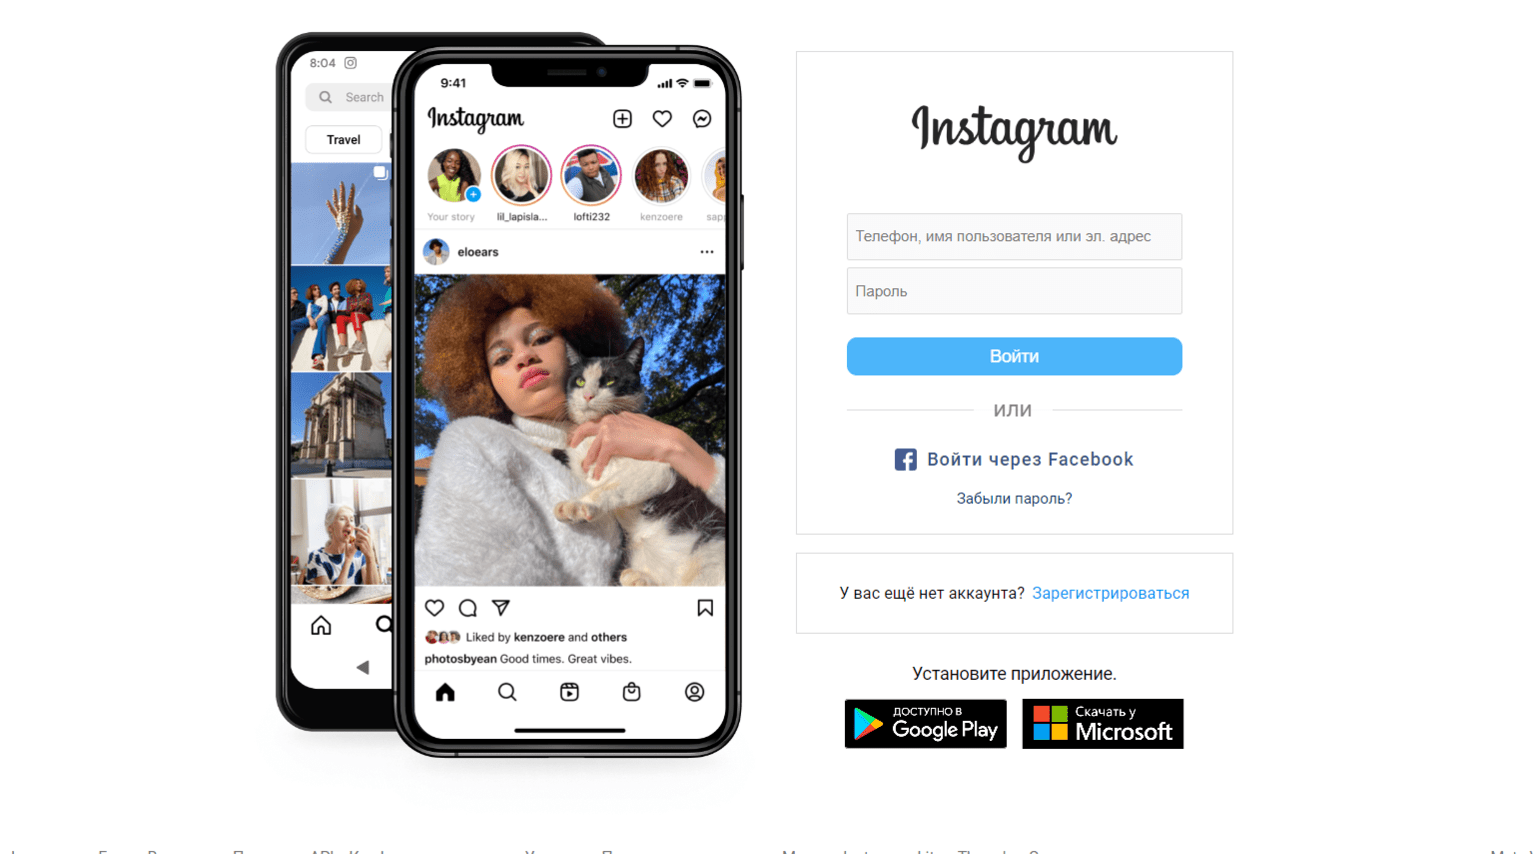 8:04
Search
Travel
9:41
Instagram
Your story
lil_lapisla...
lofti232
kenzoere
sapp
eloears
Liked by kenzoere and others
photosbyean Good times. Great vibes.
Instagram
Телефон, имя пользователя или эл. адрес
Пароль
Войти
ИЛИ
Войти через Facebook
Забыли пароль?
У вас ещё нет аккаунта? Зарегистрироваться
Установите приложение.
ДОСТУПНО В
Google Play
Скачать у
Microsoft